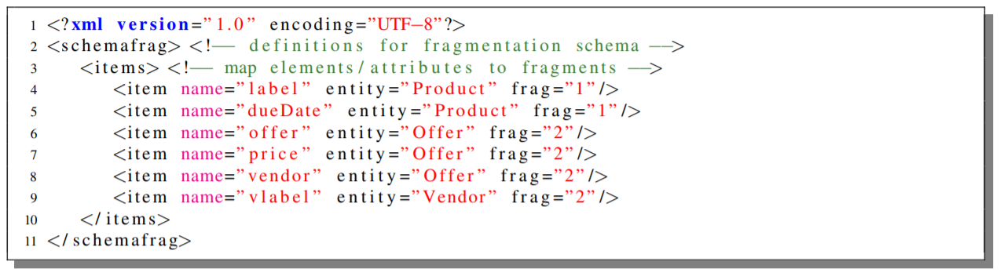 1 <?xml version="1.0" encoding="UTF-8"?>
2 <schemafrag> <!-- definitions for fragmentation schema -->
3 <items> <!-- map elements/attributes to fragments -->
4 <item name="label" entity="Product" frag="1"/>
5 <item name="dueDate" entity="Product" frag="1"/>
6 <item name="offer" entity="Offer" frag="2"/>
7 <item name="price" entity="Offer" frag="2"/>
8 <item name="vendor" entity="Offer" frag="2"/>
9 <item name="vlabel" entity="Vendor" frag="2"/>
10 </items>
11 </schemafrag>